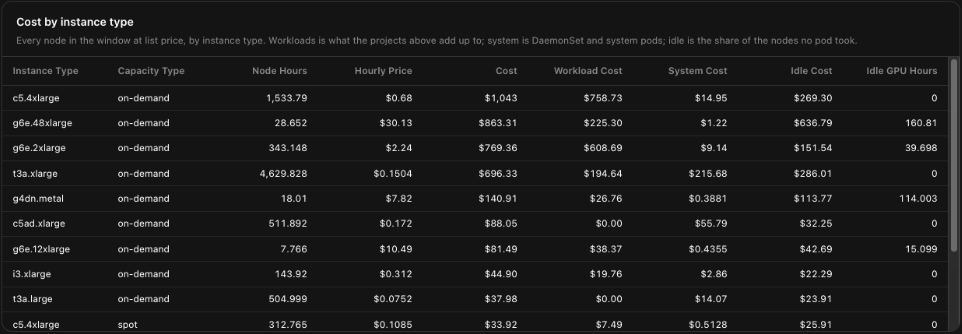 Cost by instance type
Every node in the window at list price, by instance type. Workloads is what the projects above add up to; system is DaemonSet and system pods; idle is the share of the nodes no pod took.
Instance Type Capacity Type Node Hours Hourly Price Cost Workload Cost System Cost Idle Cost Idle GPU Hours
c5.4xlarge on-demand 1,533.79 $0.68 $1,043 $758.73 $14.95 $269.30 0
g6e.48xlarge on-demand 28.652 $30.13 $863.31 $225.30 $1.22 $636.79 160.81
g6e.2xlarge on-demand 343.148 $2.24 $769.36 $608.69 $9.14 $151.54 39.698
t3a.xlarge on-demand 4,629.828 $0.1504 $696.33 $194.64 $215.68 $286.01 0
g4dn.metal on-demand 18.01 $7.82 $140.91 $26.76 $0.3881 $113.77 114.003
c5ad.xlarge on-demand 511.892 $0.172 $88.05 $0.00 $55.79 $32.25 0
g6e.12xlarge on-demand 7.766 $10.49 $81.49 $38.37 $0.4355 $42.69 15.099
i3.xlarge on-demand 143.92 $0.312 $44.90 $19.76 $2.86 $22.29 0
t3a.large on-demand 504.999 $0.0752 $37.98 $0.00 $14.07 $23.91 0
c5.4xlarge spot 312.765 $0.1085 $33.92 $7.49 $0.5128 $25.91 0